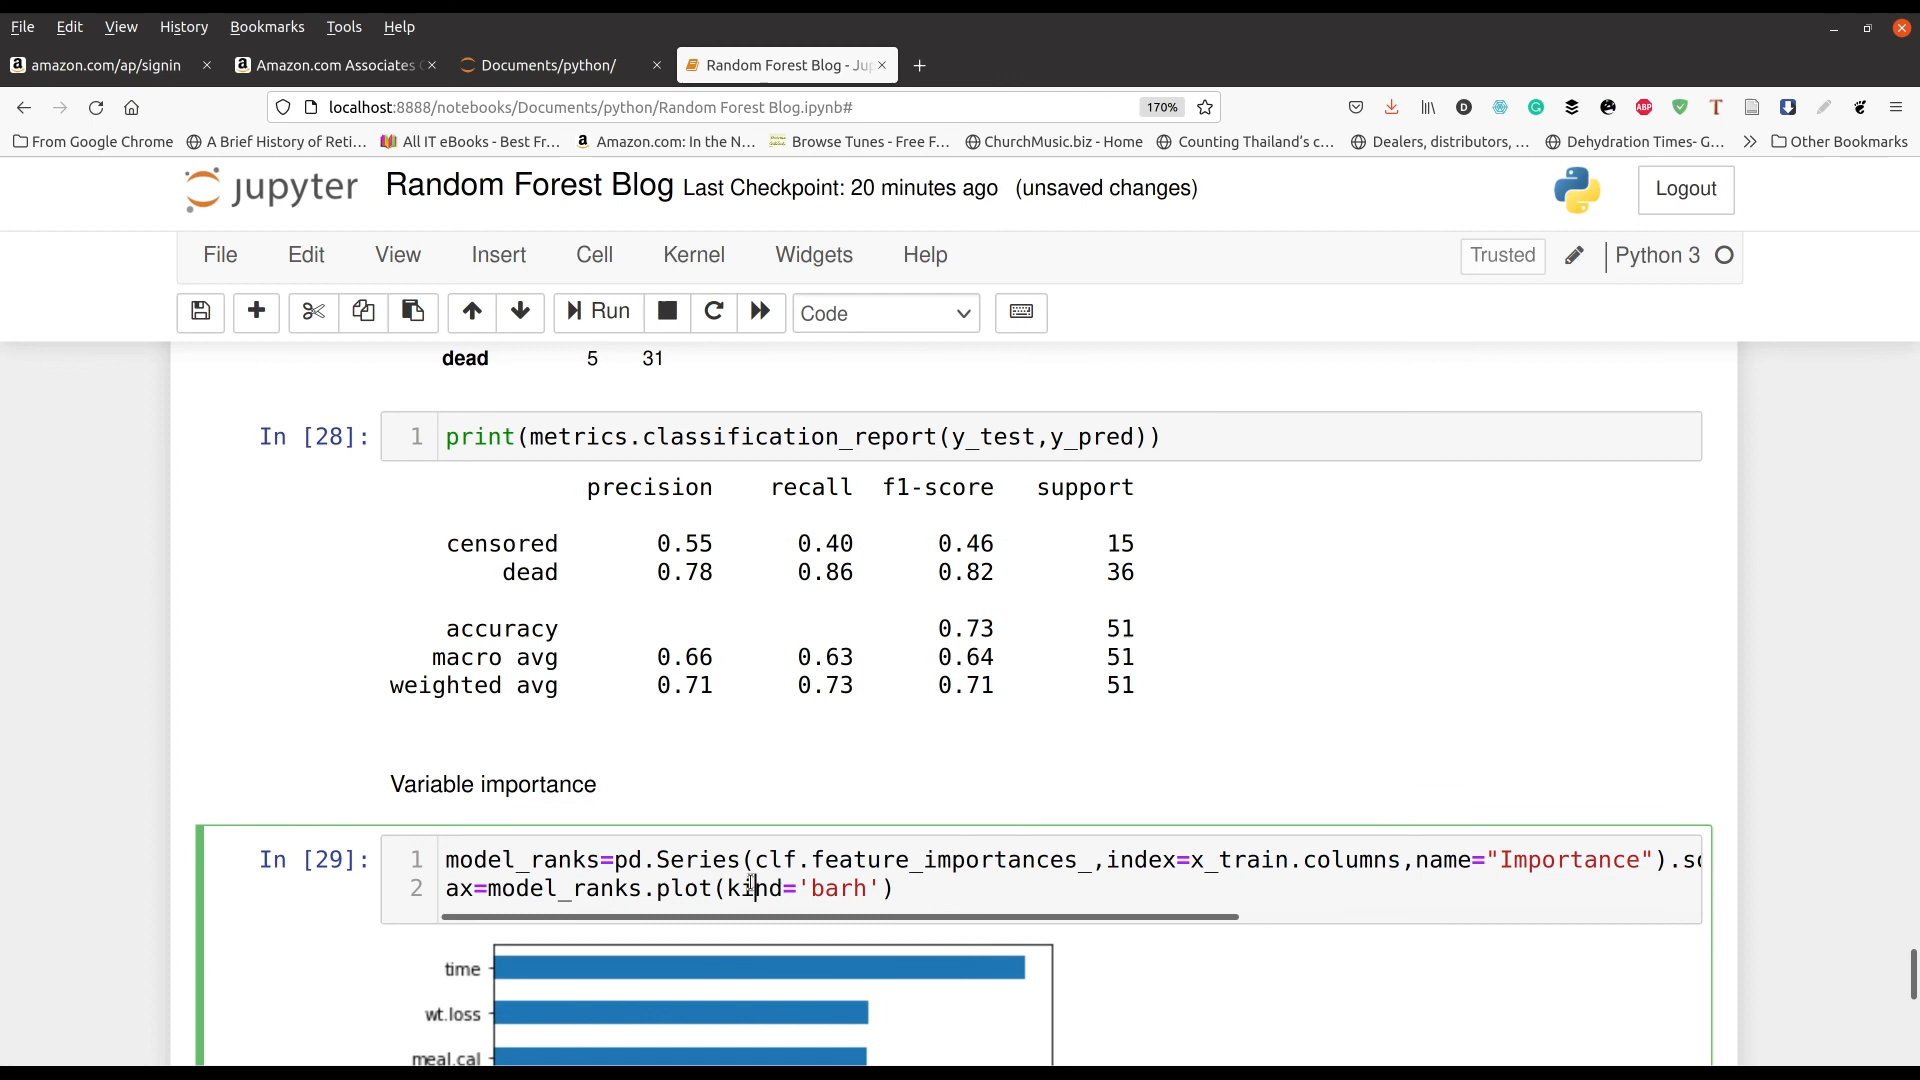 File Edit View History Bookmarks Tools Help
amazon.com/ap/signin Amazon.com Associates Documents/python/ Random Forest Blog - Jup
localhost:8888/notebooks/Documents/python/Random Forest Blog.ipynb# 170%
From Google Chrome A Brief History of Reti... All IT eBooks - Best Fr... Amazon.com: In the N... Browse Tunes - Free F... ChurchMusic.biz - Home Counting Thailand's c... Dealers, distributors, ... Dehydration Times- G... Other Bookmarks
jupyter Random Forest Blog Last Checkpoint: 20 minutes ago (unsaved changes) Logout
File Edit View Insert Cell Kernel Widgets Help Trusted Python 3
Run Code
dead 5 31
In [28]: 1 print(metrics.classification_report(y_test,y_pred))
precision recall f1-score support
censored 0.55 0.40 0.46 15
dead 0.78 0.86 0.82 36
accuracy 0.73 51
macro avg 0.66 0.63 0.64 51
weighted avg 0.71 0.73 0.71 51
Variable importance
In [29]: 1 model_ranks=pd.Series(clf.feature_importances_,index=x_train.columns,name="Importance").so
2 ax=model_ranks.plot(kind='barh')
time
wt.loss
meal.cal